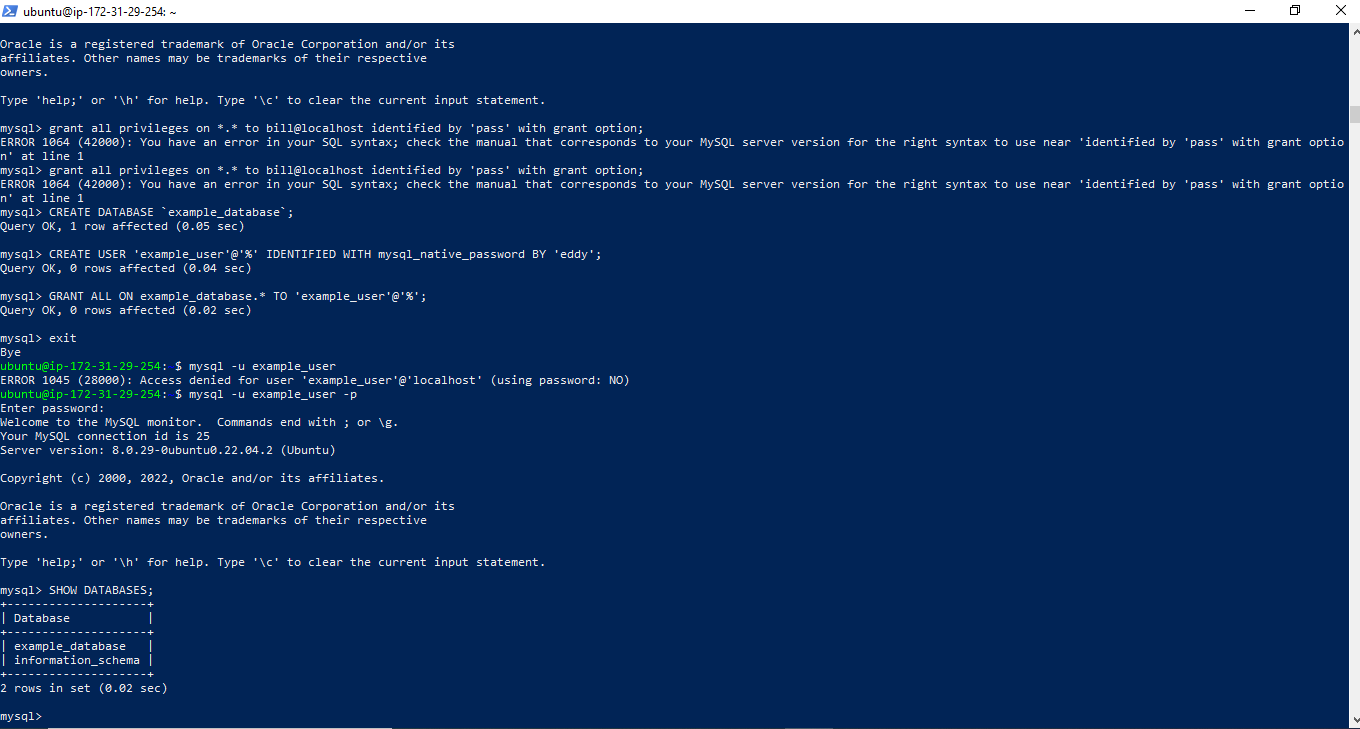 ubuntu@ip-172-31-29-254: ~
Oracle is a registered trademark of Oracle Corporation and/or its
affiliates. Other names may be trademarks of their respective
owners.
Type 'help;' or '\h' for help. Type '\c' to clear the current input statement.
mysql> grant all privileges on *.* to bill@localhost identified by 'pass' with grant option;
ERROR 1064 (42000): You have an error in your SQL syntax; check the manual that corresponds to your MySQL server version for the right syntax to use near 'identified by 'pass' with grant optio
n' at line 1
mysql> grant all privileges on *.* to bill@localhost identified by 'pass' with grant option;
ERROR 1064 (42000): You have an error in your SQL syntax; check the manual that corresponds to your MySQL server version for the right syntax to use near 'identified by 'pass' with grant optio
n' at line 1
mysql> CREATE DATABASE `example_database`;
Query OK, 1 row affected (0.05 sec)
mysql> CREATE USER 'example_user'@'%' IDENTIFIED WITH mysql_native_password BY 'eddy';
Query OK, 0 rows affected (0.04 sec)
mysql> GRANT ALL ON example_database.* TO 'example_user'@'%';
Query OK, 0 rows affected (0.02 sec)
mysql> exit
Bye
ubuntu@ip-172-31-29-254: $ mysql -u example_user
ERROR 1045 (28000): Access denied for user 'example_user'@'localhost' (using password: NO)
ubuntu@ip-172-31-29-254: $ mysql -u example_user -p
Enter password:
Welcome to the MySQL monitor.  Commands end with ; or \g.
Your MySQL connection id is 25
Server version: 8.0.29-0ubuntu0.22.04.2 (Ubuntu)
Copyright (c) 2000, 2022, Oracle and/or its affiliates.
Oracle is a registered trademark of Oracle Corporation and/or its
affiliates. Other names may be trademarks of their respective
owners.
Type 'help;' or '\h' for help. Type '\c' to clear the current input statement.
mysql> SHOW DATABASES;
+--------------------+
| Database           |
+--------------------+
| example_database   |
| information_schema |
+--------------------+
2 rows in set (0.02 sec)
mysql>